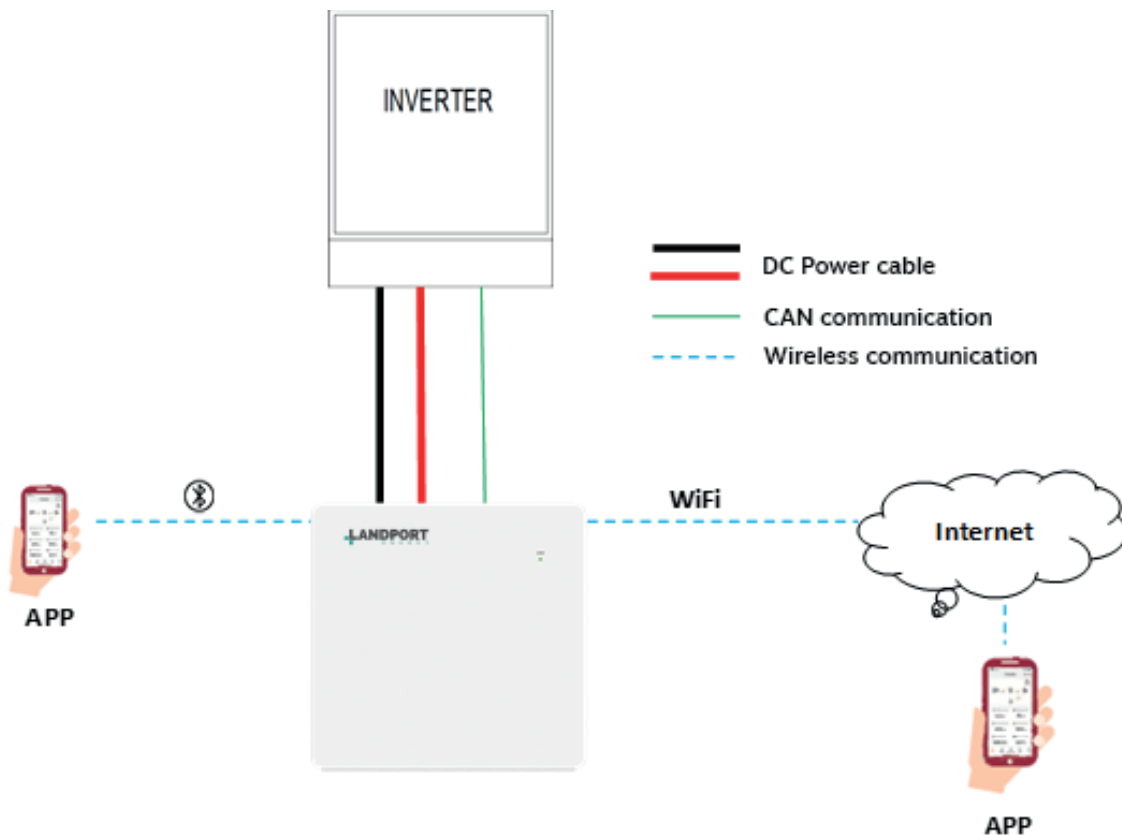 INVERTER
DC Power cable
CAN communication
Wireless communication
WiFi
Internet
LANDPORT
APP
APP